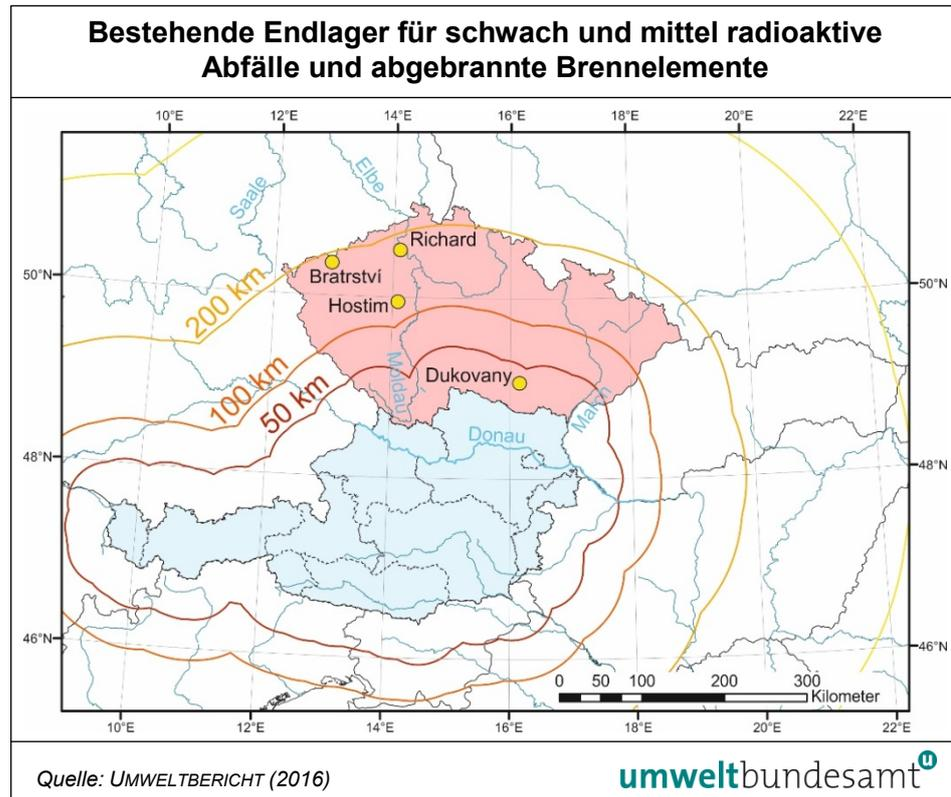 Bestehende Endlager für schwach und mittel radioaktive
Abfälle und abgebrannte Brennelemente
10°E 12°E 14°E 16°E 18°E 20°E 22°E
Elbe
Saale
Richard
50°N
50°N
Bratrství
200 km
Hostim
100 km
Moldau
Dukovany
50 km
March
Donau
48°N
48°N
46°N
46°N
0 50 100 200 300
Kilometer
10°E 12°E 14°E 16°E 18°E 20°E 22°E
Quelle: UMWELTBERICHT (2016)
umweltbundesamt u